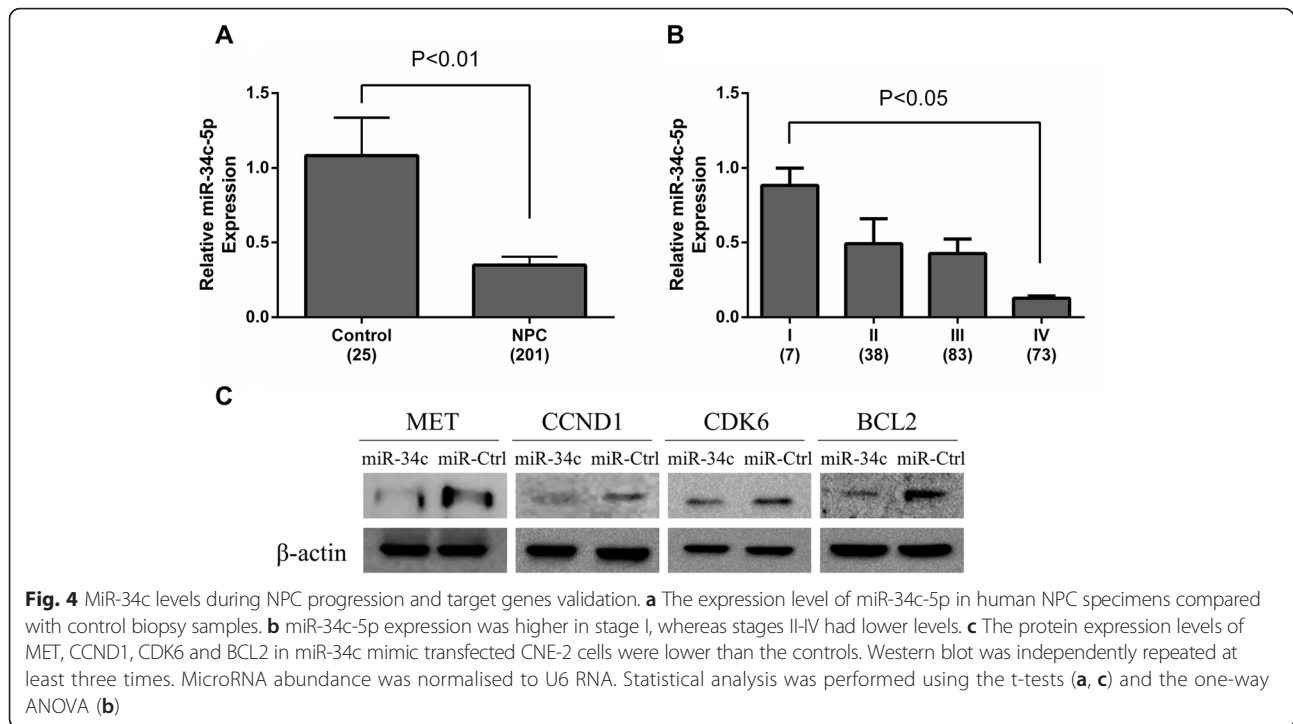 A
P<0.01
Relative miR-34c-5p
Expression
1.5
1.0
0.5
0.0
Control
(25)
NPC
(201)
B
P<0.05
Relative miR-34c-5p
Expression
1.5
1.0
0.5
0.0
I
(7)
II
(38)
III
(83)
IV
(73)
C
MET CCND1 CDK6 BCL2
miR-34c miR-Ctrl miR-34c miR-Ctrl miR-34c miR-Ctrl miR-34c miR-Ctrl
β-actin
Fig. 4 MiR-34c levels during NPC progression and target genes validation. a The expression level of miR-34c-5p in human NPC specimens compared
with control biopsy samples. b miR-34c-5p expression was higher in stage I, whereas stages II-IV had lower levels. c The protein expression levels of
MET, CCND1, CDK6 and BCL2 in miR-34c mimic transfected CNE-2 cells were lower than the controls. Western blot was independently repeated at
least three times. MicroRNA abundance was normalised to U6 RNA. Statistical analysis was performed using the t-tests (a, c) and the one-way
ANOVA (b)